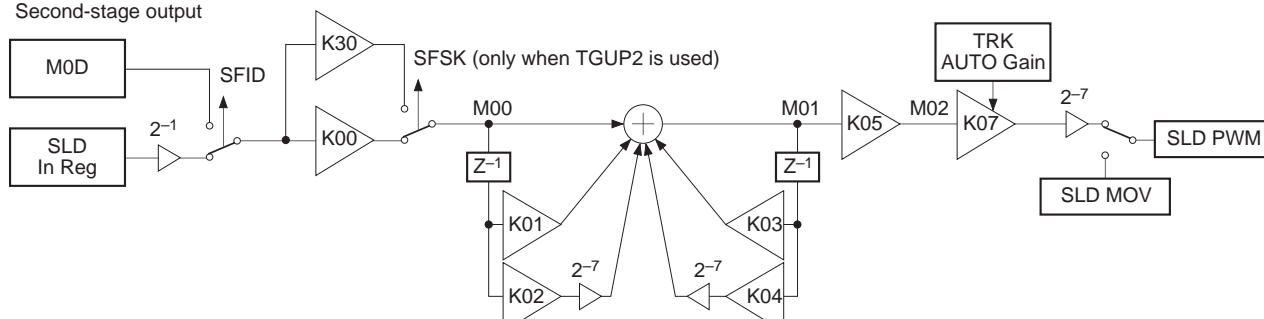 Second-stage output
M0D
SFID
K30
SFSK (only when TGUP2 is used)
TRK
AUTO Gain
SLD
In Reg
2–1
K00
M00
M01
K05
M02
K07
2–7
SLD PWM
Z–1
Z–1
SLD MOV
K01
K03
K02
2–7
2–7
K04